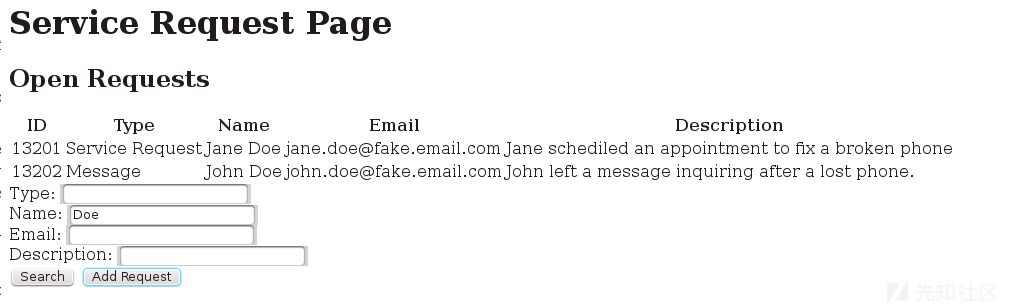 Service Request Page
Open Requests
ID Type Name Email Description
13201 Service Request Jane Doe jane.doe@fake.email.com Jane schediled an appointment to fix a broken phone
13202 Message John Doe john.doe@fake.email.com John left a message inquiring after a lost phone.
Type:
Name: Doe
Email:
Description:
Search Add Request
先知社区